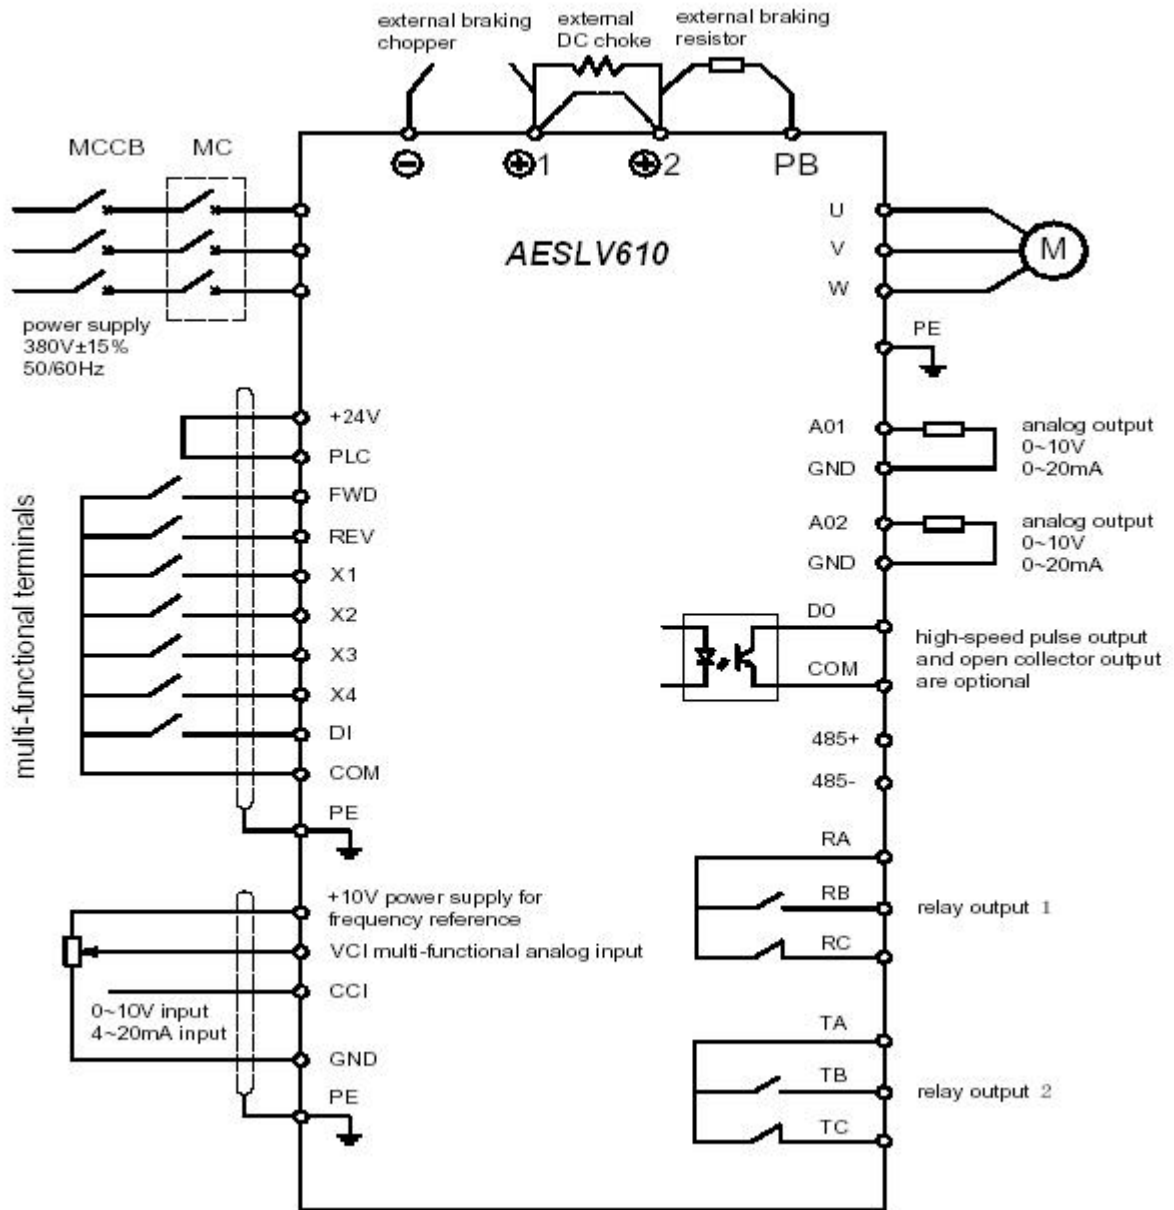 external braking
chopper
external
DC choke
external braking
resistor
MCCB
MC
⊖
⊕1
⊕2
PB
AESLV610
U
V
W
M
PE
power supply
380V±15%
50/60Hz
multi-functional terminals
+24V
PLC
FWD
REV
X1
X2
X3
X4
DI
COM
PE
+10V power supply for
frequency reference
VCI multi-functional analog input
CCI
0~10V input
4~20mA input
GND
PE
A01
GND
analog output
0~10V
0~20mA
A02
GND
analog output
0~10V
0~20mA
DO
COM
high-speed pulse output
and open collector output
are optional
485+
485-
RA
RB
RC
relay output 1
TA
TB
TC
relay output 2